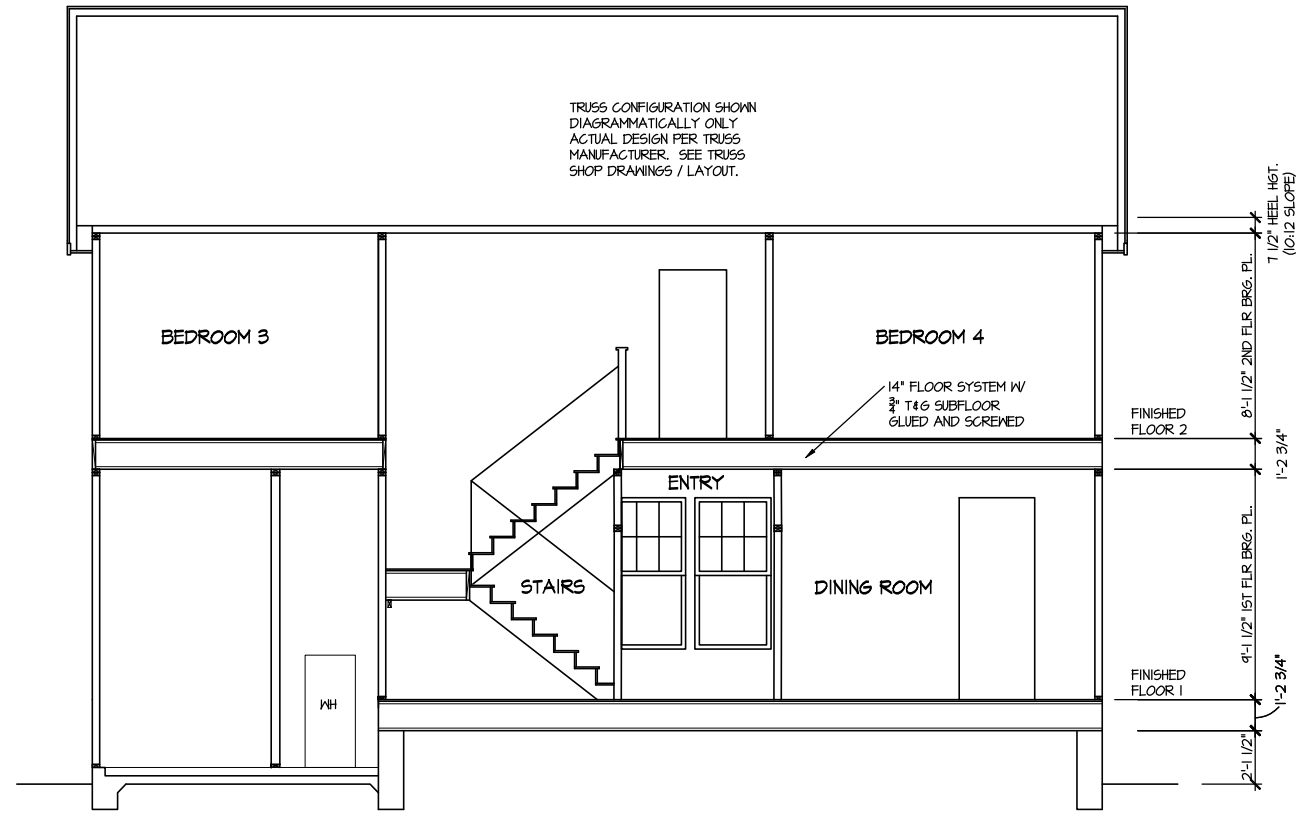 TRUSS CONFIGURATION SHOWN
DIAGRAMMATICALLY ONLY
ACTUAL DESIGN PER TRUSS
MANUFACTURER. SEE TRUSS
SHOP DRAWINGS / LAYOUT.
7 1/2" HEEL HGT.
(10:12 SLOPE)
BEDROOM 3
BEDROOM 4
8'-1 1/2" 2ND FLR BRG. PL.
14" FLOOR SYSTEM W/
3/4" T&G SUBFLOOR
GLUED AND SCREWED
FINISHED
FLOOR 2
1'-2 3/4"
ENTRY
STAIRS
DINING ROOM
9'-1 1/2" 1ST FLR BRG. PL.
FINISHED
FLOOR 1
1'-2 3/4"
WH
2'-1 1/2"